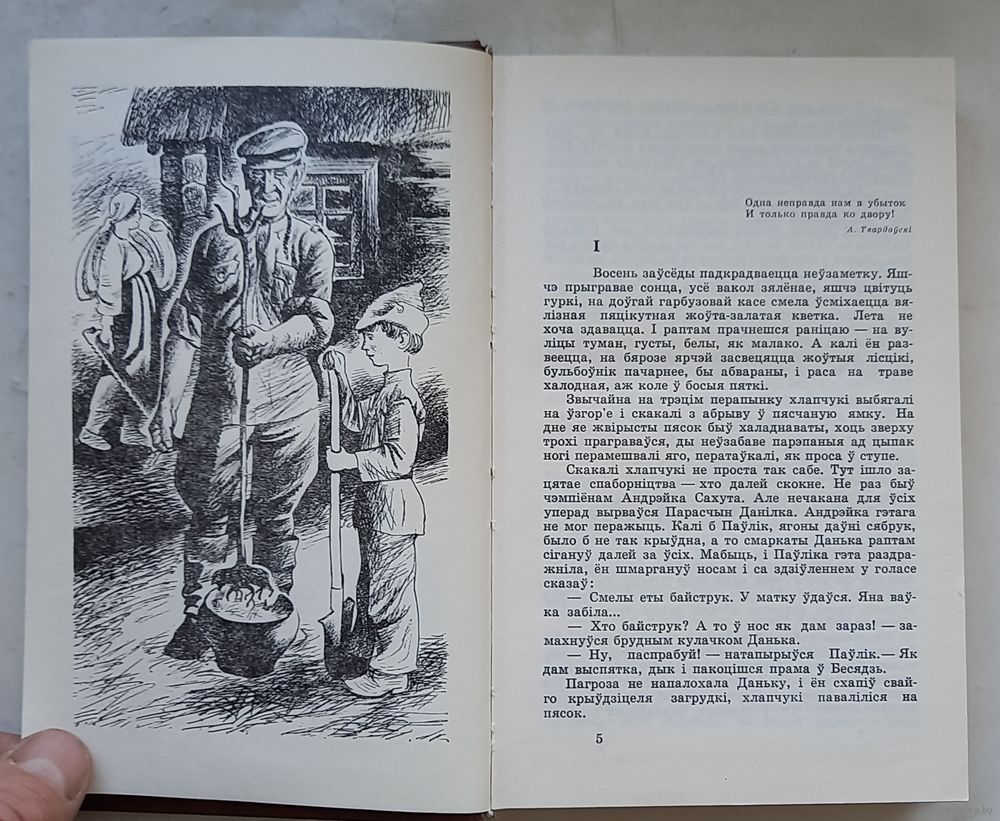 Одна неправда нам в убыток
И только правда ко двору!
А. Твардоўскі
I
Восень заўсёды падкрадваецца неўзаметку. Яш-
чэ прыгравае сонца, усё вакол зялёнае, яшчэ цвітуць
гуркі, на доўгай гарбузовай касе смела ўсміхаецца вя-
лізная пяцікутная жоўта-залатая кветка. Лета не
хоча здавацца. І раптам прачнешся раніцаю — на ву-
ліцы туман, густы, белы, як малако. А калі ён раз-
веецца, на бярозе ярчэй засвецяцца жоўтыя лісцікі,
бульбоўнік пачарнее, бы абвараны, і раса на траве
халодная, аж коле ў босыя пяткі.
Звычайна на трэцім перапынку хлапчукі выбягалі
на ўзгор'е і скакалі з абрыву ў пясчаную ямку. На
дне яе жвірысты пясок быў халаднаваты, хоць зверху
трохі праграваўся, ды неўзабаве парэпаныя ад цыпак
ногі перамешвалі яго, ператаўкалі, як проса ў ступе.
Скакалі хлапчукі не проста так сабе. Тут ішло за-
цятае спаборніцтва — хто далей скокне. Не раз быў
чэмпіёнам Андрэйка Сахута. Але нечакана для ўсіх
уперад вырваўся Парасчын Данілка. Андрэйка гэтага
не мог перажыць. Калі б Паўлік, ягоны даўні сябрук,
было б не так крыўдна, а то смаркаты Данька раптам
сігануў далей за ўсіх. Мабыць, і Паўліка гэта раздра-
жніла, ён шмаргануў носам і са здзіўленнем у голасе
сказаў:
— Смелы еты байструк. У матку ўдаўся. Яна ваў-
ка забіла...
— Хто байструк? А то ў нос як дам зараз! — за-
махнуўся брудным кулачком Данька.
— Ну, паспрабуй! — натапырыўся Паўлік.— Як
дам выспятка, дык і пакоцішся прама ў Бесядзь.
Пагроза не напалохала Даньку, і ён схапіў свай-
го крыўдзіцеля загрудкі, хлапчукі паваліліся на
пясок.
5